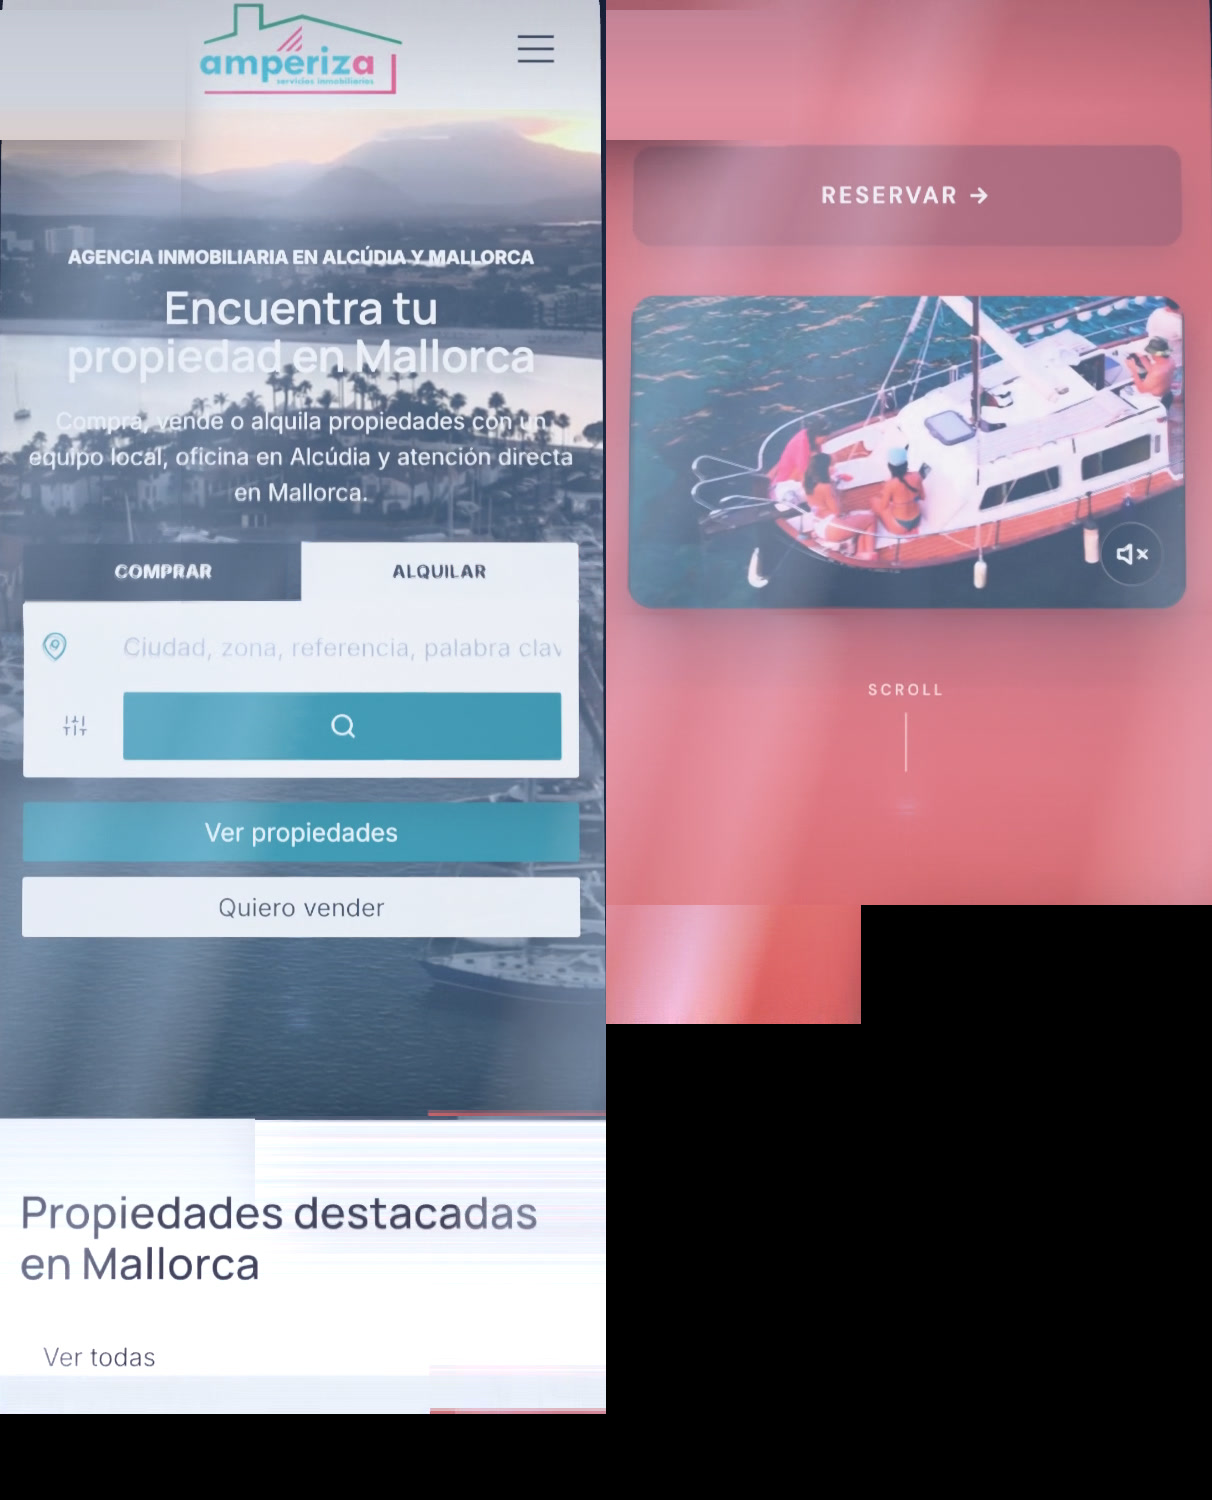 amperiza
servicios inmobiliarios
AGENCIA INMOBILIARIA EN ALCÚDIA Y MALLORCA
Encuentra tu
propiedad en Mallorca
Compra, vende o alquila propiedades con un
equipo local, oficina en Alcúdia y atención directa
en Mallorca.
COMPRAR
ALQUILAR
Ciudad, zona, referencia, palabra clav
Ver propiedades
Quiero vender
Propiedades destacadas
en Mallorca
Ver todas
RESERVAR →
SCROLL